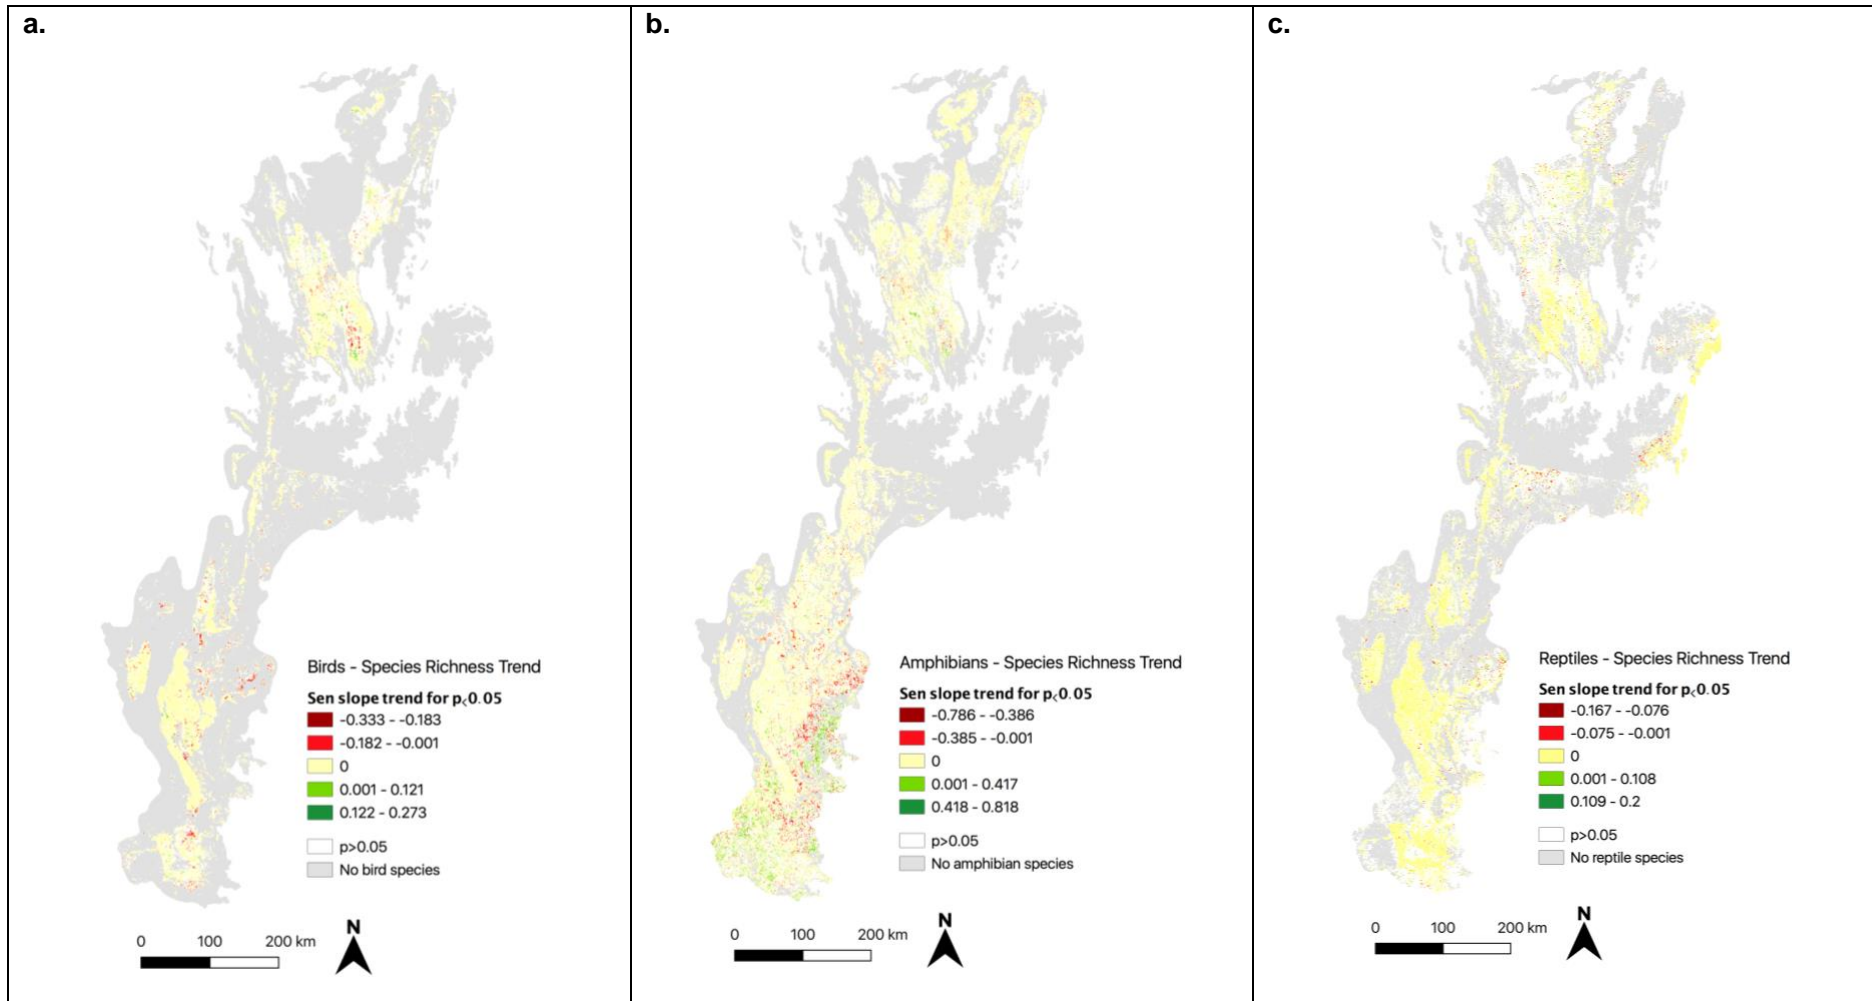 a.
Birds - Species Richness Trend
Sen slope trend for p<0.05
-0.333 - -0.183
-0.182 - -0.001
0
0.001 - 0.121
0.122 - 0.273
p>0.05
No bird species
N
0 100 200 km
b.
Amphibians - Species Richness Trend
Sen slope trend for p<0.05
-0.786 - -0.386
-0.385 - -0.001
0
0.001 - 0.417
0.418 - 0.818
p>0.05
No amphibian species
N
0 100 200 km
c.
Reptiles - Species Richness Trend
Sen slope trend for p<0.05
-0.167 - -0.076
-0.075 - -0.001
0
0.001 - 0.108
0.109 - 0.2
p>0.05
No reptile species
N
0 100 200 km